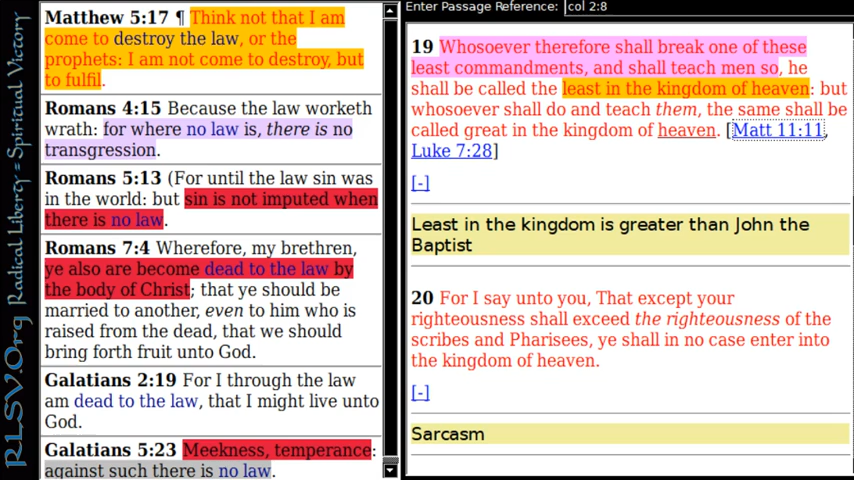 RLSV.Org Radical Liberty = Spiritual Victory
Matthew 5:17 ¶ Think not that I am
come to destroy the law, or the
prophets: I am not come to destroy, but
to fulfil.
Romans 4:15 Because the law worketh
wrath: for where no law is, there is no
transgression.
Romans 5:13 (For until the law sin was
in the world: but sin is not imputed when
there is no law.
Romans 7:4 Wherefore, my brethren,
ye also are become dead to the law by
the body of Christ; that ye should be
married to another, even to him who is
raised from the dead, that we should
bring forth fruit unto God.
Galatians 2:19 For I through the law
am dead to the law, that I might live unto
God.
Galatians 5:23 Meekness, temperance:
against such there is no law.
Enter Passage Reference: col 2:8
19 Whosoever therefore shall break one of these
least commandments, and shall teach men so, he
shall be called the least in the kingdom of heaven: but
whosoever shall do and teach them, the same shall be
called great in the kingdom of heaven. [Matt 11:11,
Luke 7:28]
[-]
Least in the kingdom is greater than John the
Baptist
20 For I say unto you, That except your
righteousness shall exceed the righteousness of the
scribes and Pharisees, ye shall in no case enter into
the kingdom of heaven.
[-]
Sarcasm